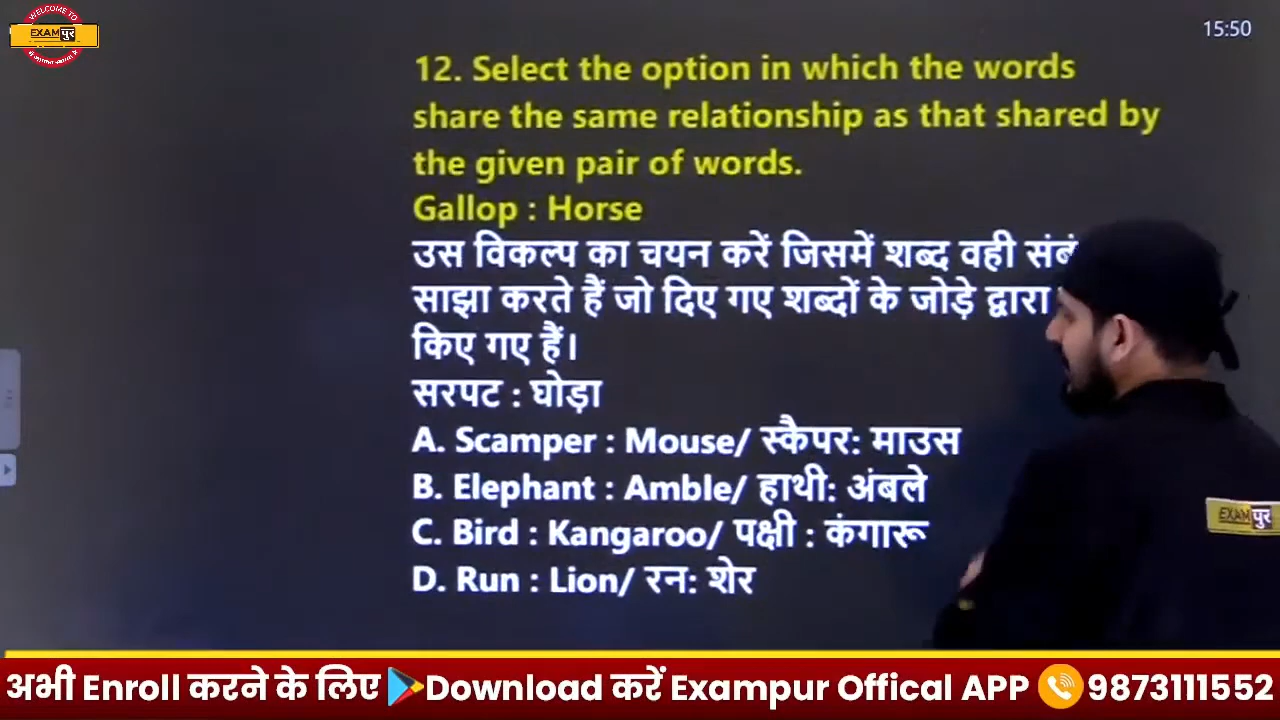 WELCOME TO
EXAMपुर
15:50
12. Select the option in which the words
share the same relationship as that shared by
the given pair of words.
Gallop : Horse
उस विकल्प का चयन करें जिसमें शब्द वही
साझा करते हैं जो दिए गए शब्दों के जोड़े द्वारा
किए गए हैं।
सरपट : घोड़ा
A. Scamper : Mouse/ स्कैपर: माउस
B. Elephant : Amble/ हाथी: अंबले
C. Bird : Kangaroo/ पक्षी : कंगारू
D. Run : Lion/ रन: शेर
EXAMपुर
अभी Enroll करने के लिए Download करें Exampur Offical APP 9873111552